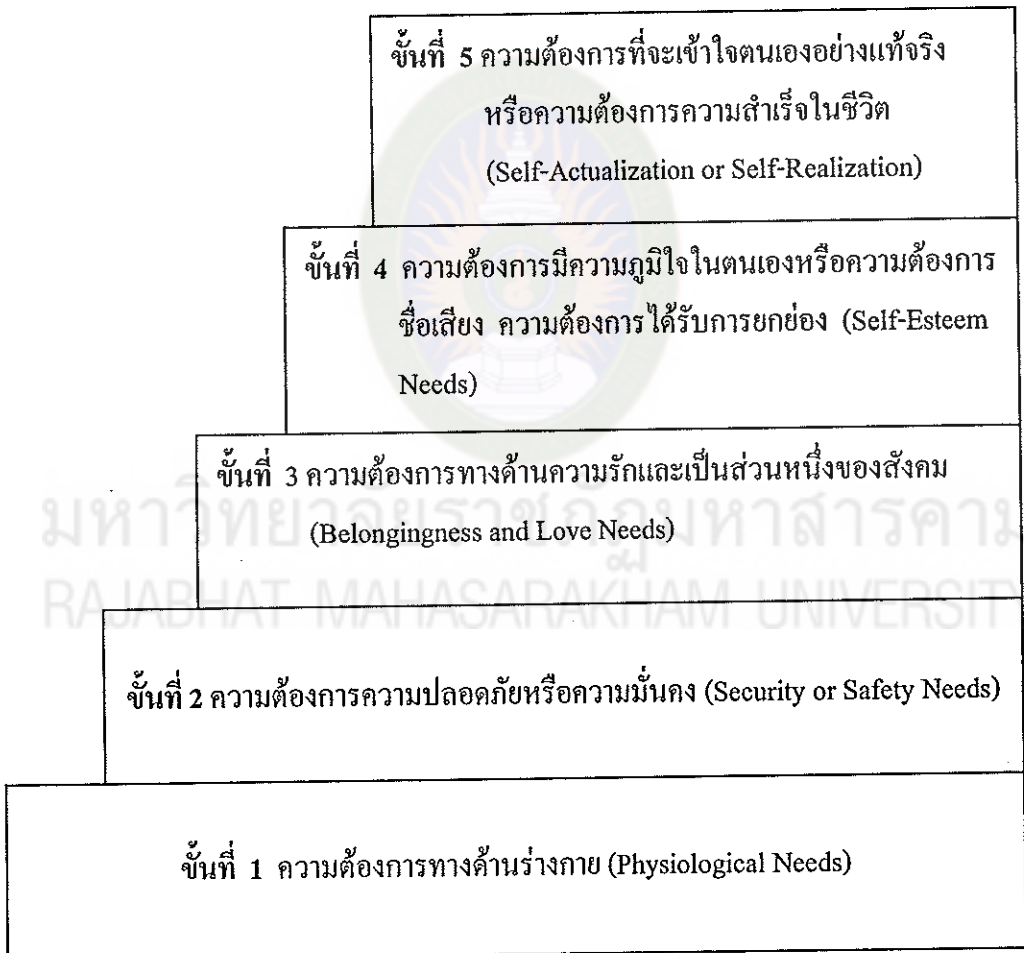 ขั้นที่ 5 ความต้องการที่จะเข้าใจตนเองอย่างแท้จริง
หรือความต้องการความสำเร็จในชีวิต
(Self-Actualization or Self-Realization)
ขั้นที่ 4 ความต้องการมีความภูมิใจในตนเองหรือความต้องการ
ชื่อเสียง ความต้องการได้รับการยกย่อง (Self-Esteem
Needs)
ขั้นที่ 3 ความต้องการทางด้านความรักและเป็นส่วนหนึ่งของสังคม
(Belongingness and Love Needs)
มหาวิทยาลัยราชภัฏมหาสารคาม
RAJABHAT MAHASARAKHAM UNIVERSIT
ขั้นที่ 2 ความต้องการความปลอดภัยหรือความมั่นคง (Security or Safety Needs)
ขั้นที่ 1 ความต้องการทางด้านร่างกาย (Physiological Needs)